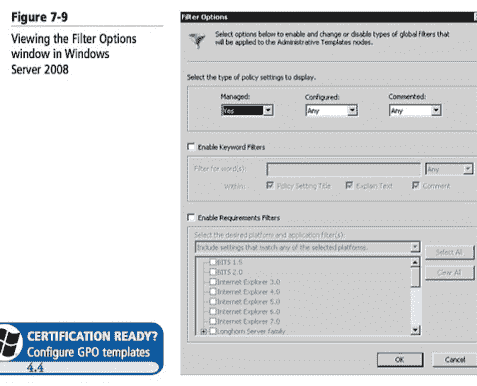 Figure 7-9
Viewing the Filter Options
window in Windows
Server 2008
Filter Options
Select options below to enable and change or disable types of global filters that
will be applied to the Administrative Templates nodes.
Select the type of policy settings to display.
Managed: Configured: Commented:
Yes Any Any
Enable Keyword Filters
Filter for word(s): Any
Within: Policy Setting Title Explain Text Comment
Enable Requirements Filters
Select the desired platform and application filter(s):
Include settings that match any of the selected platforms.
Select All
Clear All
BITS 1.5
BITS 2.0
Internet Explorer 3.0
Internet Explorer 4.0
Internet Explorer 5.0
Internet Explorer 6.0
Internet Explorer 7.0
Longhorn Server family
OK Cancel
CERTIFICATION READY?
Configure GPO templates
4.4